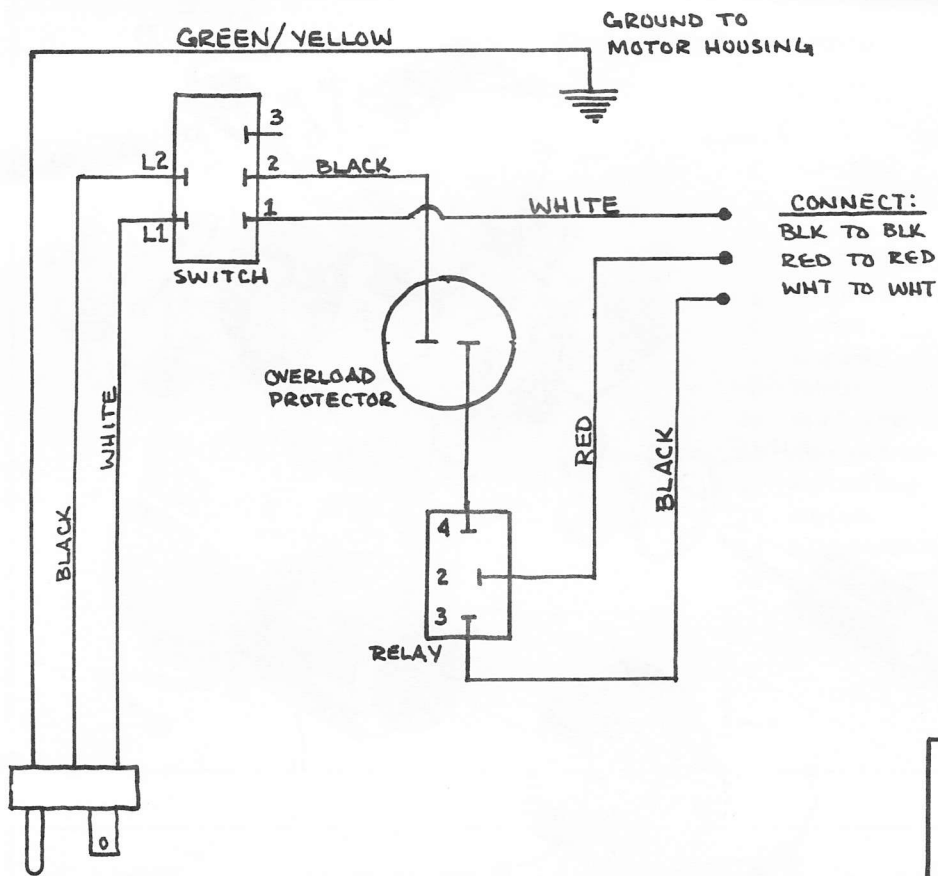 GREEN/YELLOW
GROUND TO
MOTOR HOUSING
3
L2
2
BLACK
L1
1
WHITE
SWITCH
CONNECT:
BLK TO BLK
RED TO RED
WHT TO WHT
OVERLOAD
PROTECTOR
WHITE
BLACK
RED
BLACK
4
2
3
RELAY
0